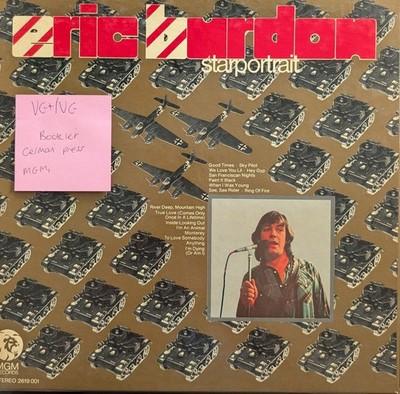 eric burdon
starportrait
VG+/VG
Booklet
German press
MGM
Good Times · Sky Pilot
We Love You Lil · Hey Gyp
San Franciscan Nights
Paint It Black
When I Was Young
See, See Rider · Ring Of Fire
River Deep, Mountain High
True Love (Comes Only
Once In A Lifetime)
Inside Looking Out
I'm An Animal
Monterey
To Love Somebody
Anything
I'm Dying
(Or Am I)
MGM
RECORDS
STEREO 2619 001